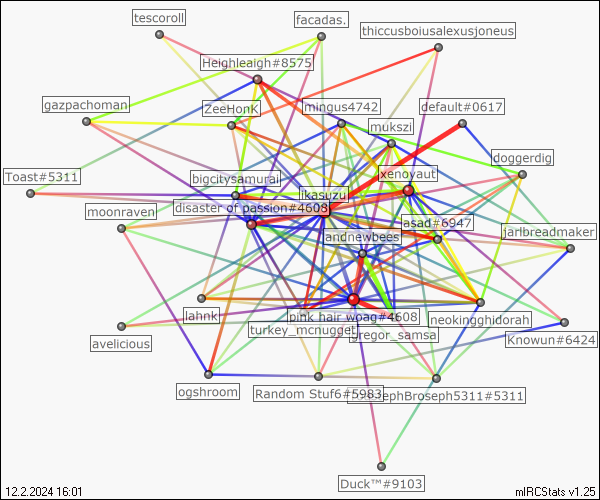 tescoroll
facadas.
thiccusboiusalexusjoneus
Heighleaigh#8575
gazpachoman
ZeeHonK
mingus4742
default#0617
mukszi
doggerdig
Toast#5311
bigcitysamurai
xenoyaut
likasuzu
moonraven
disaster of passion#4608
asad#6947
jarlbreadmaker
andnewbees
lahnk
pink hair woag#4608
neokingghidorah
turkey_mcnugget
gregor_samsa
avelicious
Knowun#6424
ogshroom
Random Stuf6#5983
ephBroseph5311#5311
Duck™#9103
12.2.2024 16:01
mIRCStats v1.25